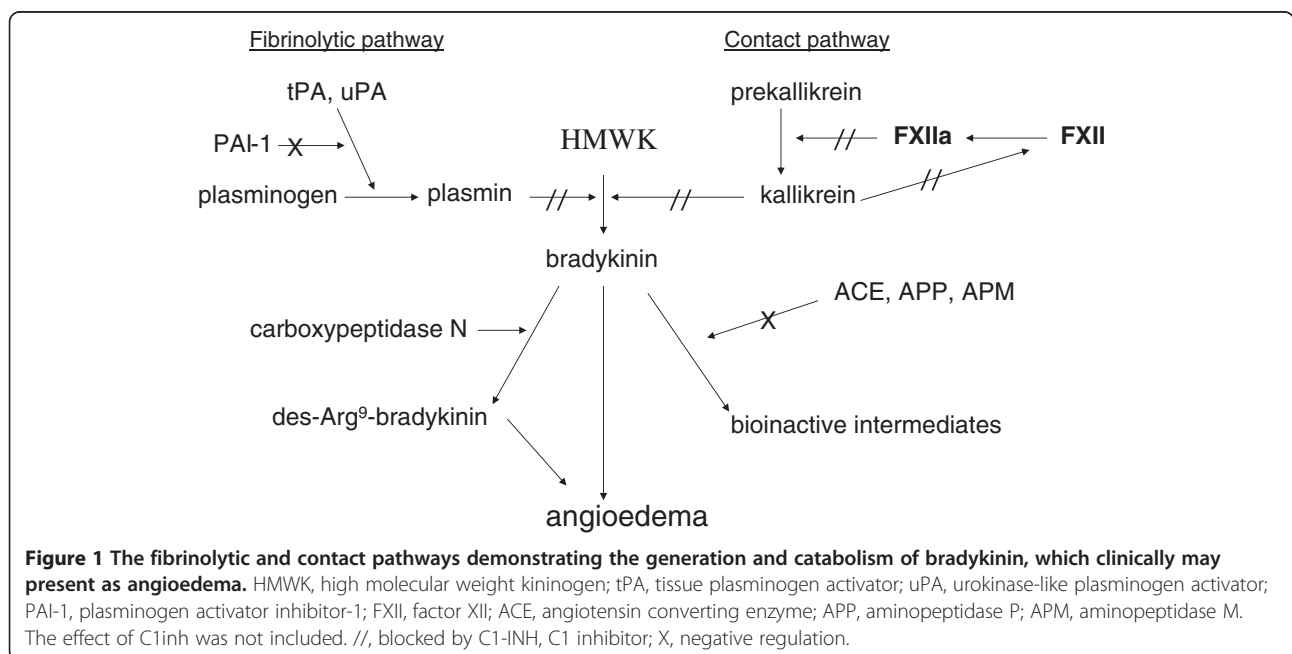 Fibrinolytic pathway
Contact pathway
tPA, uPA
prekallikrein
PAI-1
X
HMWK
//
FXIIa
FXII
plasminogen
plasmin
//
//
kallikrein
//
bradykinin
ACE, APP, APM
carboxypeptidase N
X
des-Arg⁹-bradykinin
bioinactive intermediates
angioedema
Figure 1 The fibrinolytic and contact pathways demonstrating the generation and catabolism of bradykinin, which clinically may
present as angioedema. HMWK, high molecular weight kininogen; tPA, tissue plasminogen activator; uPA, urokinase-like plasminogen activator;
PAI-1, plasminogen activator inhibitor-1; FXII, factor XII; ACE, angiotensin converting enzyme; APP, aminopeptidase P; APM, aminopeptidase M.
The effect of C1inh was not included. //, blocked by C1-INH, C1 inhibitor; X, negative regulation.